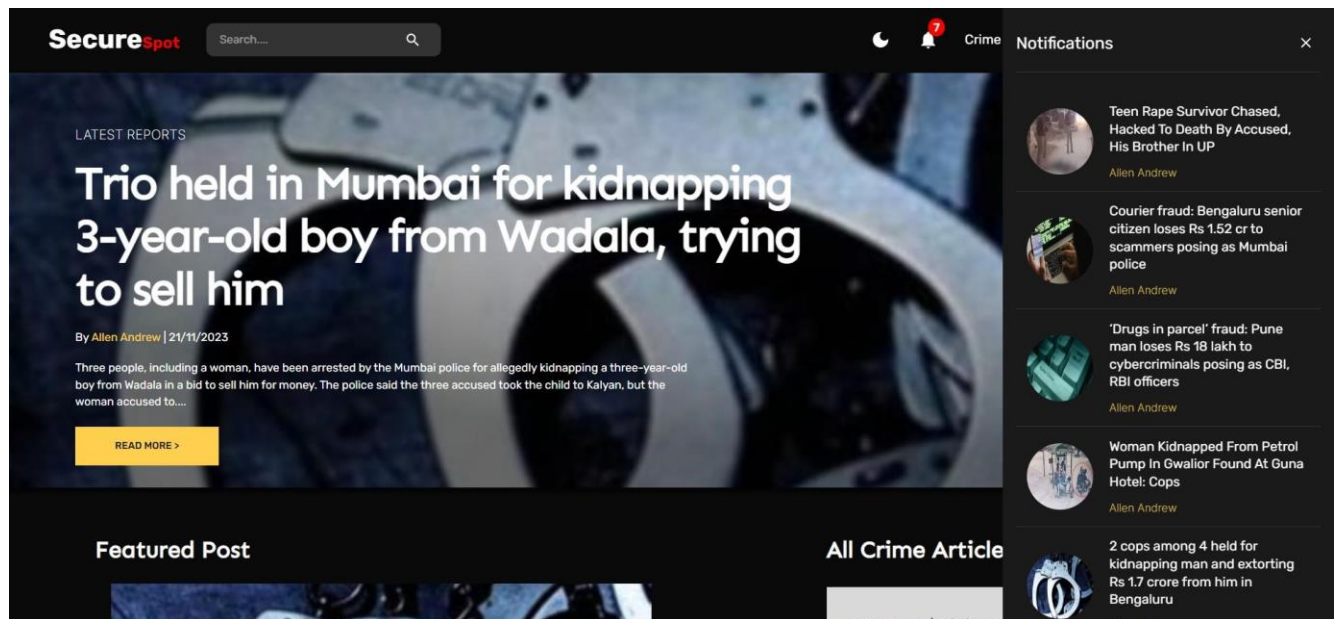 SecureSpot
Search....
7
Crime
LATEST REPORTS
Trio held in Mumbai for kidnapping
3-year-old boy from Wadala, trying
to sell him
By Allen Andrew | 21/11/2023
Three people, including a woman, have been arrested by the Mumbai police for allegedly kidnapping a three-year-old
boy from Wadala in a bid to sell him for money. The police said the three accused took the child to Kalyan, but the
woman accused to....
READ MORE >
Featured Post
All Crime Article
Notifications
Teen Rape Survivor Chased,
Hacked To Death By Accused,
His Brother In UP
Allen Andrew
Courier fraud: Bengaluru senior
citizen loses Rs 1.52 cr to
scammers posing as Mumbai
police
Allen Andrew
‘Drugs in parcel’ fraud: Pune
man loses Rs 18 lakh to
cybercriminals posing as CBI,
RBI officers
Allen Andrew
Woman Kidnapped From Petrol
Pump In Gwalior Found At Guna
Hotel: Cops
Allen Andrew
2 cops among 4 held for
kidnapping man and extorting
Rs 1.7 crore from him in
Bengaluru